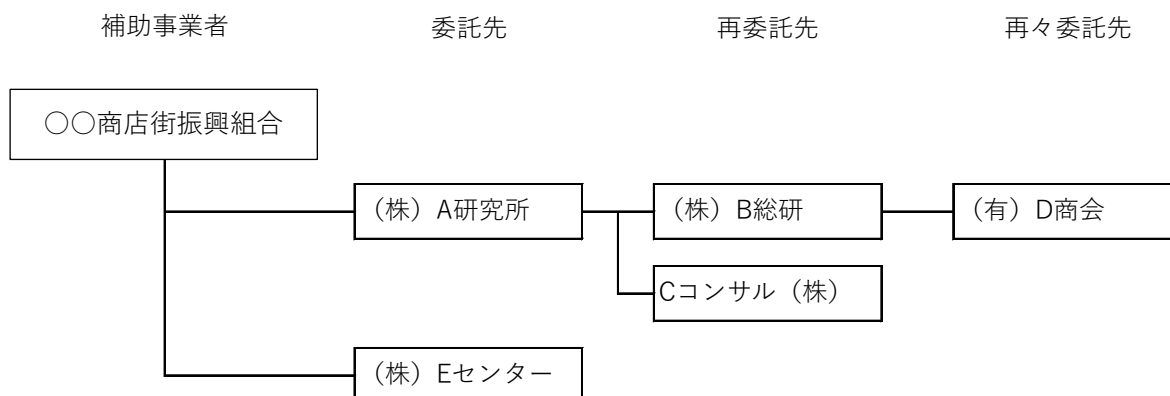 補助事業者 委託先 再委託先 再々委託先
○○商店街振興組合
（株）A研究所 （株）B総研 （有）D商会
Cコンサル（株）
（株）Eセンター